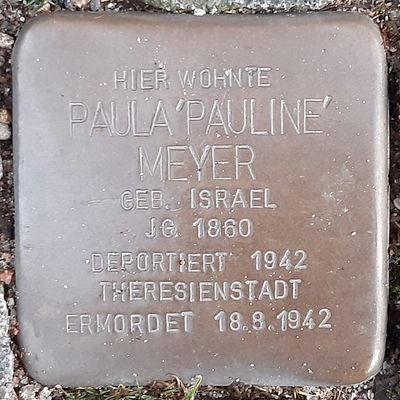 HIER WOHNTE
PAULA 'PAULINE'
MEYER
GEB. ISRAEL
JG. 1860
DEPORTIERT 1942
THERESIENSTADT
ERMORDET 18.8.1942